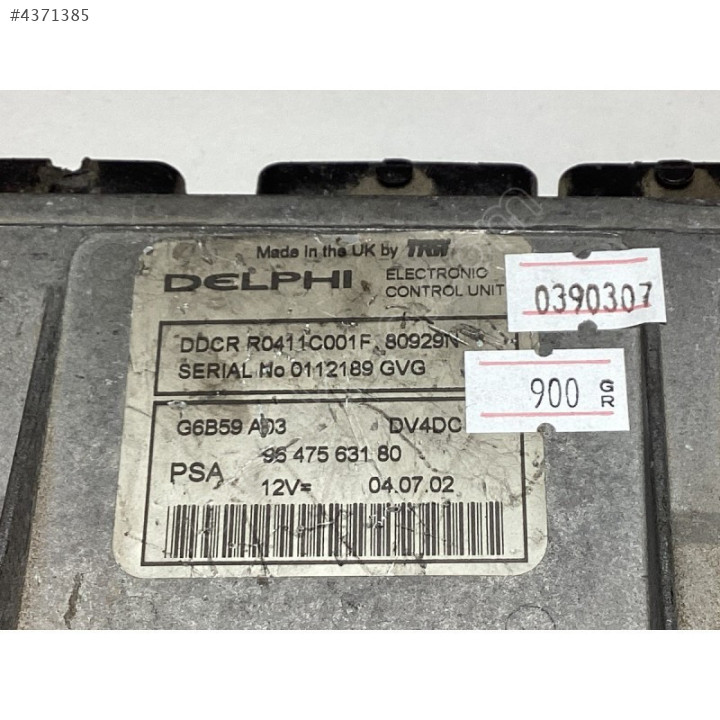 #4371385
Made in the UK by TRW
DELPHI
ELECTRONIC
CONTROL UNIT
0390307
DDCR R0411C001F 80929N
SERIAL No 0112189 GVG
900 GR
G6B59 A03 DV4DC
PSA
96 475 631 80
12V= 04.07.02